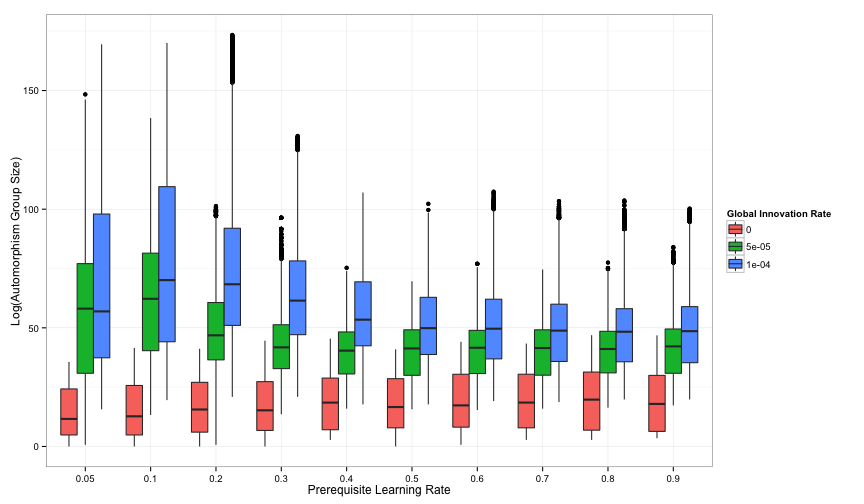 Log(Automorphism Group Size)
150
100
50
0
0.05 0.1 0.2 0.3 0.4 0.5 0.6 0.7 0.8 0.9
Prerequisite Learning Rate
Global Innovation Rate
0
5e-05
1e-04